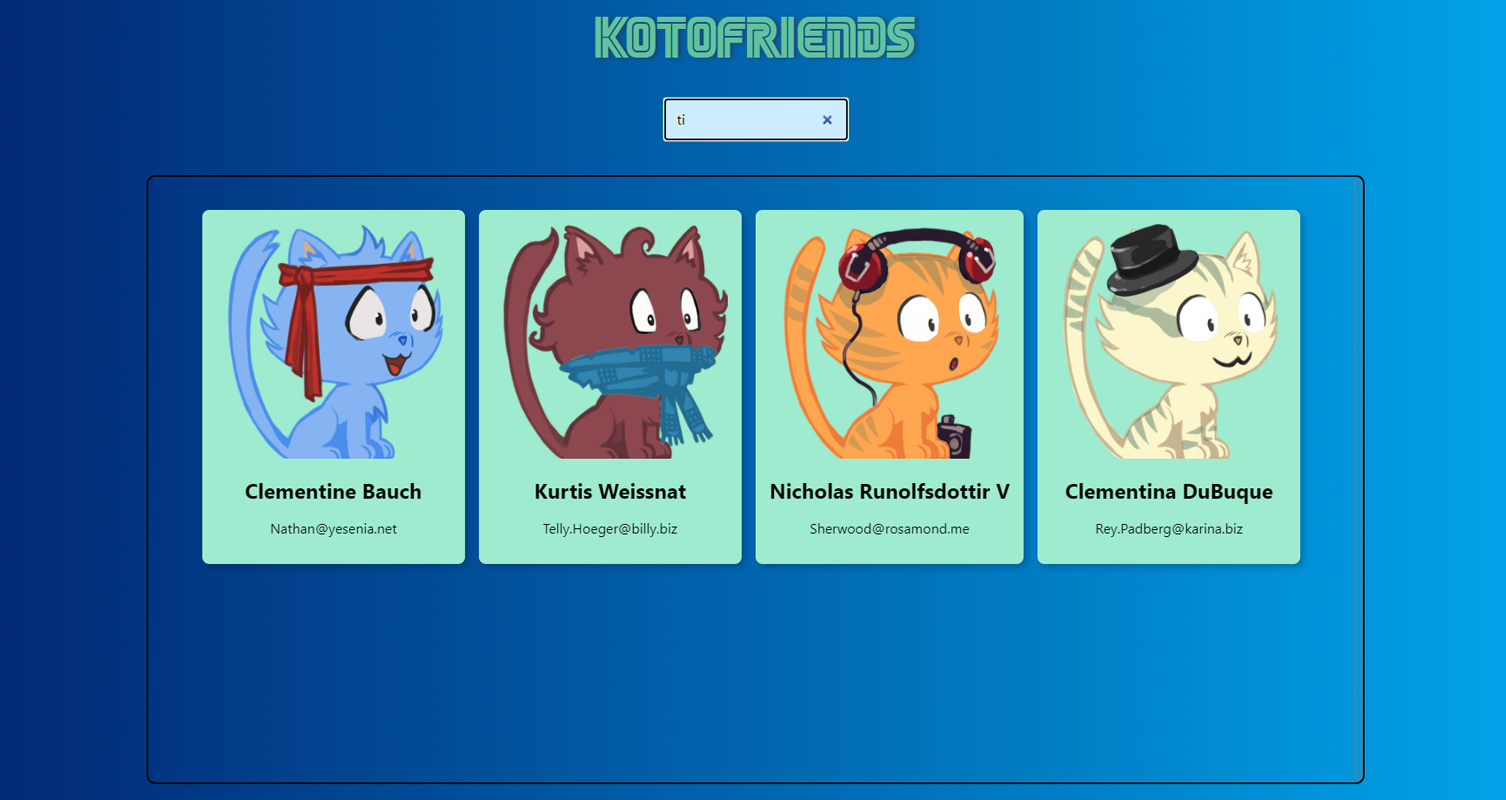 KOTOFRIENDS
ti
Clementine Bauch
Nathan@yesenia.net
Kurtis Weissnat
Telly.Hoeger@billy.biz
Nicholas Runolfsdottir V
Sherwood@rosamond.me
Clementina DuBuque
Rey.Padberg@karina.biz